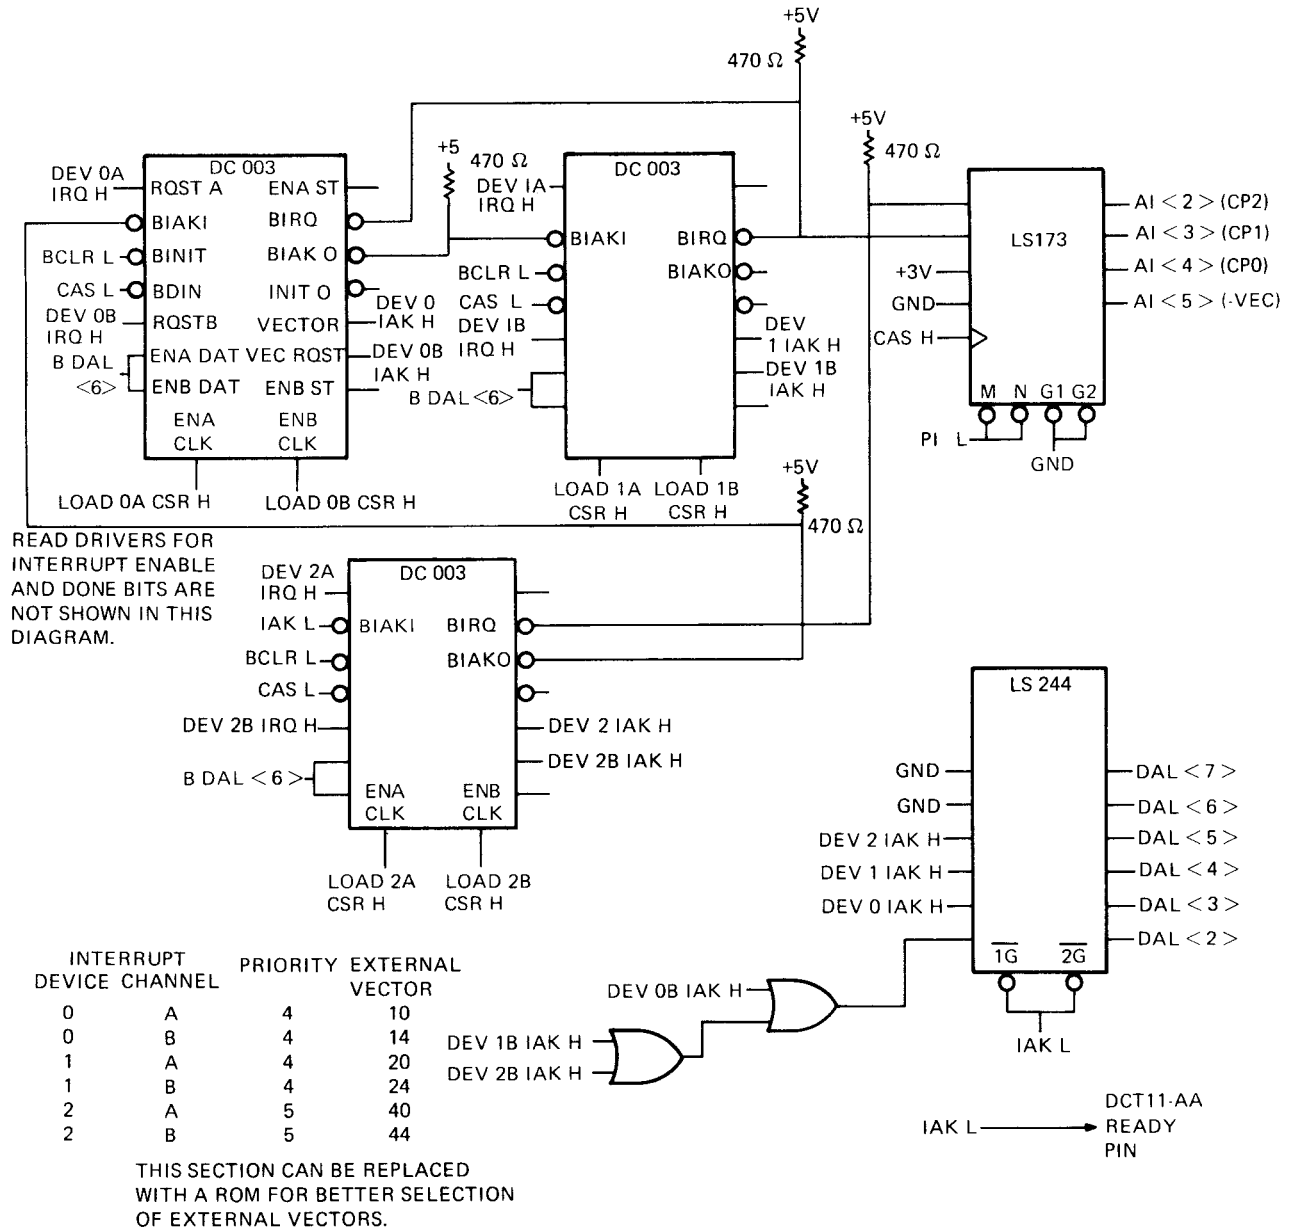 +5V
470 Ω
+5V
470 Ω
+5
470 Ω
DC 003
DEV 0A
IRQ H
RQST A
ENA ST
BIAKI
BIRQ
BCLR L
BINIT
BIAK O
CAS L
BDIN
INIT O
DEV 0B
IRQ H
RQSTB
VECTOR
DEV 0
IAK H
B DAL
<6>
ENA DAT
VEC RQST
DEV 0B
IAK H
ENB DAT
ENB ST
ENA
CLK
ENB
CLK
LOAD 0A CSR H
LOAD 0B CSR H
DC 003
DEV IA
IRQ H
BIAKI
BIRQ
BCLR L
BIAKO
CAS L
DEV IB
IRQ H
DEV
1 IAK H
B DAL <6>
DEV 1B
IAK H
LOAD 1A
CSR H
LOAD 1B
CSR H
LS173
AI <2> (CP2)
AI <3> (CP1)
+3V
AI <4> (CP0)
GND
AI <5> (-VEC)
CAS H
M N G1 G2
PI L
GND
+5V
470 Ω
READ DRIVERS FOR
INTERRUPT ENABLE
AND DONE BITS ARE
NOT SHOWN IN THIS
DIAGRAM.
DC 003
DEV 2A
IRQ H
IAK L
BIAKI
BIRQ
BCLR L
BIAKO
CAS L
DEV 2B IRQ H
DEV 2 IAK H
B DAL <6>
DEV 2B IAK H
ENA
CLK
ENB
CLK
LOAD 2A
CSR H
LOAD 2B
CSR H
LS 244
GND
DAL <7>
GND
DAL <6>
DEV 2 IAK H
DAL <5>
DEV 1 IAK H
DAL <4>
DEV 0 IAK H
DAL <3>
DAL <2>
1G 2G
IAK L
DEV 0B IAK H
DEV 1B IAK H
DEV 2B IAK H
IAK L
DCT11-AA
READY
PIN
INTERRUPT
DEVICE CHANNEL
PRIORITY
EXTERNAL
VECTOR
0 A 4 10
0 B 4 14
1 A 4 20
1 B 4 24
2 A 5 40
2 B 5 44
THIS SECTION CAN BE REPLACED
WITH A ROM FOR BETTER SELECTION
OF EXTERNAL VECTORS.